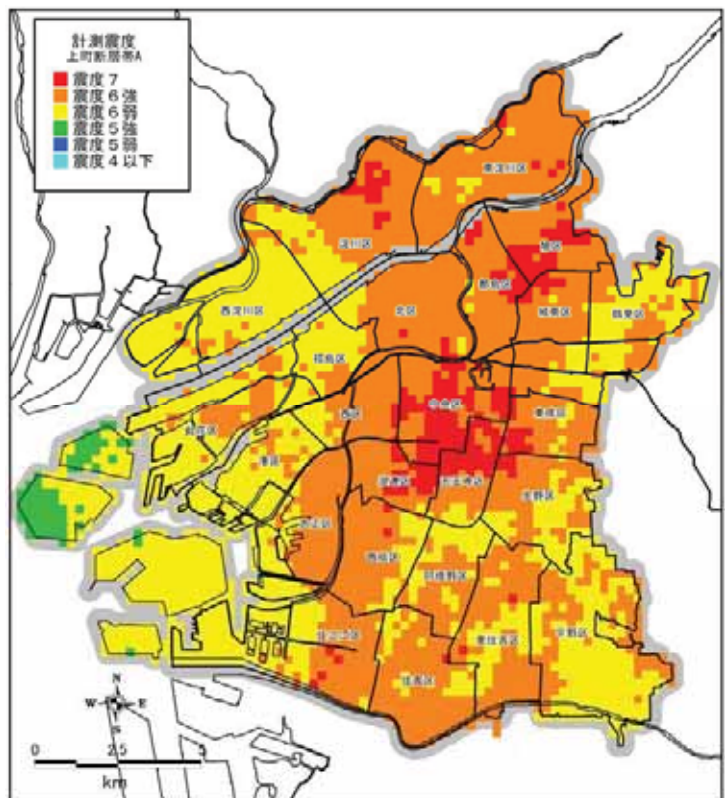 計測震度
上町断層帯A
震度7
震度6強
震度6弱
震度5強
震度5弱
震度4以下
東淀川区
淀川区
旭区
都島区
西淀川区
北区
城東区
鶴見区
福島区
中央区
西区
東成区
此花区
港区
浪速区
天王寺区
生野区
大正区
西成区
阿倍野区
住之江区
東住吉区
平野区
住吉区
N
W E
S
0 2.5 5
km